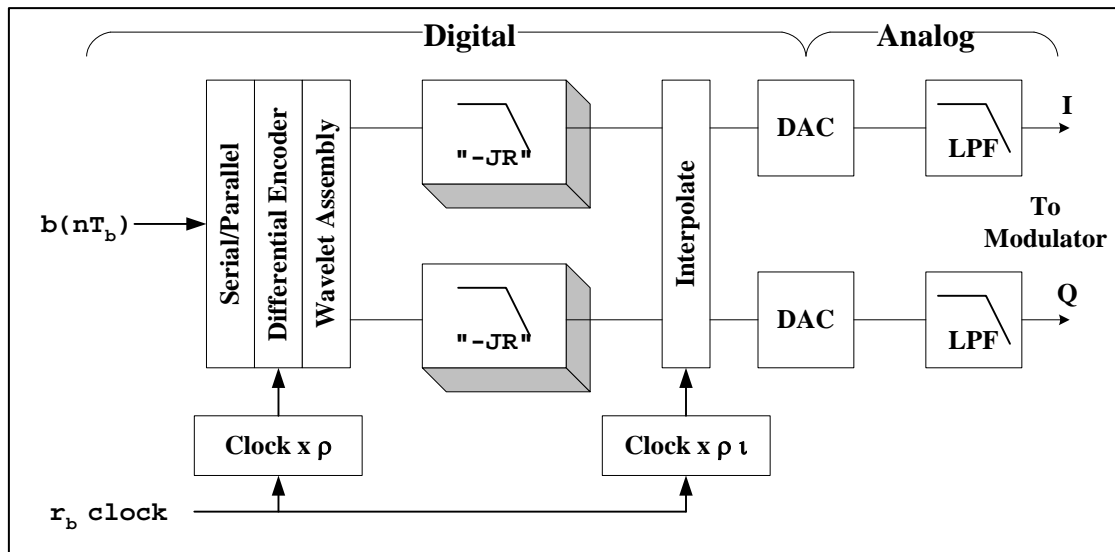 Digital
Analog
Serial/Parallel
Differential Encoder
Wavelet Assembly
"-JR"
Interpolate
DAC
LPF
I
b(nT_b)
To
Modulator
"-JR"
DAC
LPF
Q
Clock x ρ
Clock x ρ ι
r_b clock